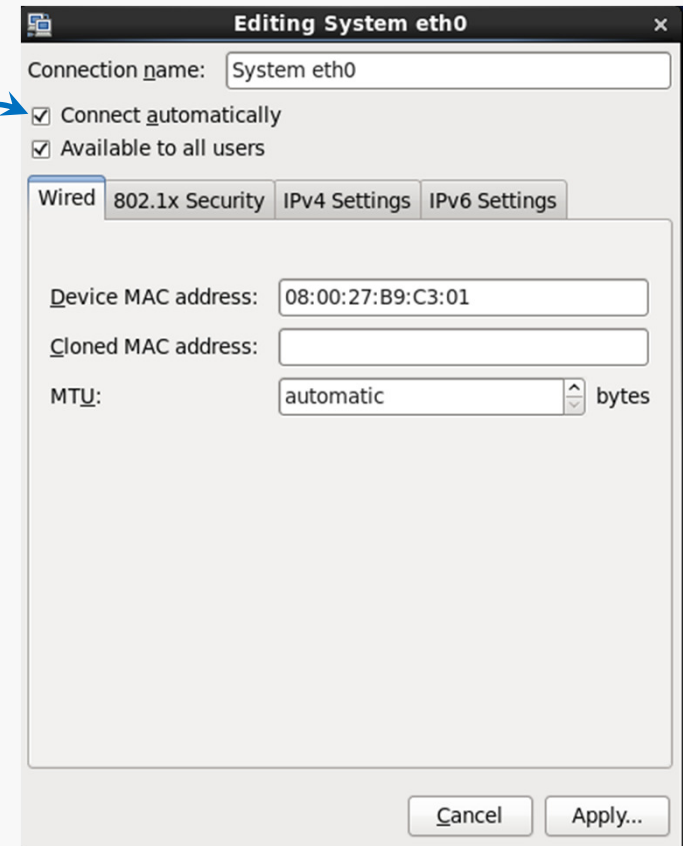 Editing System eth0
Connection name: System eth0
Connect automatically
Available to all users
Wired 802.1x Security IPv4 Settings IPv6 Settings
Device MAC address: 08:00:27:B9:C3:01
Cloned MAC address:
MTU: automatic bytes
Cancel Apply...